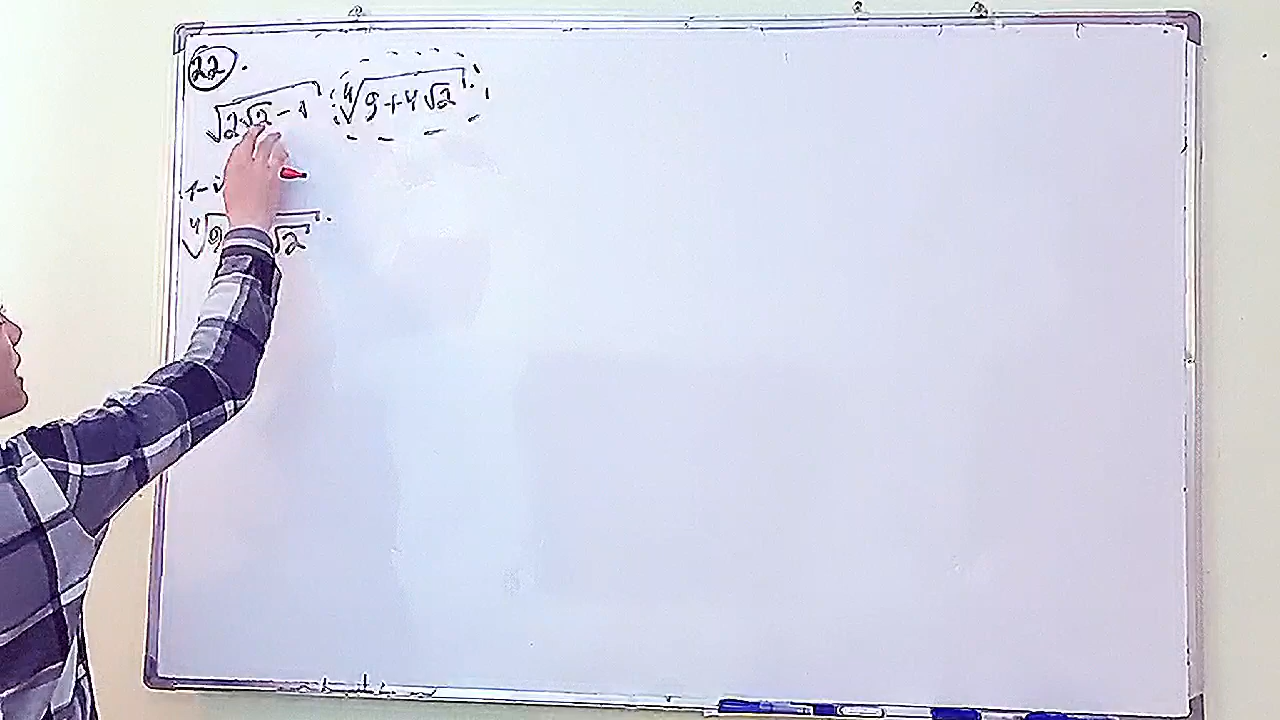 22.
√(2√2 - 1) · ⁴√(9+4√2)
1-√
⁴√9 √2